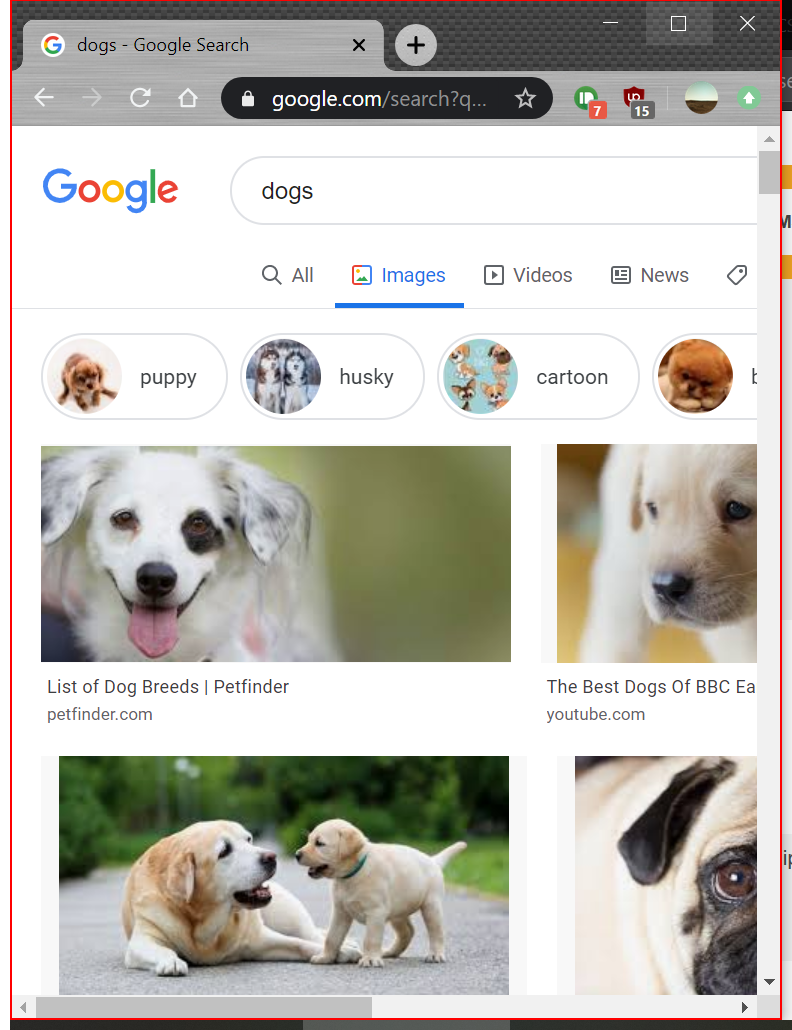 dogs - Google Search
google.com/search?q...
7
15
Google
dogs
All
Images
Videos
News
puppy
husky
cartoon
List of Dog Breeds | Petfinder
petfinder.com
The Best Dogs Of BBC Ea
youtube.com